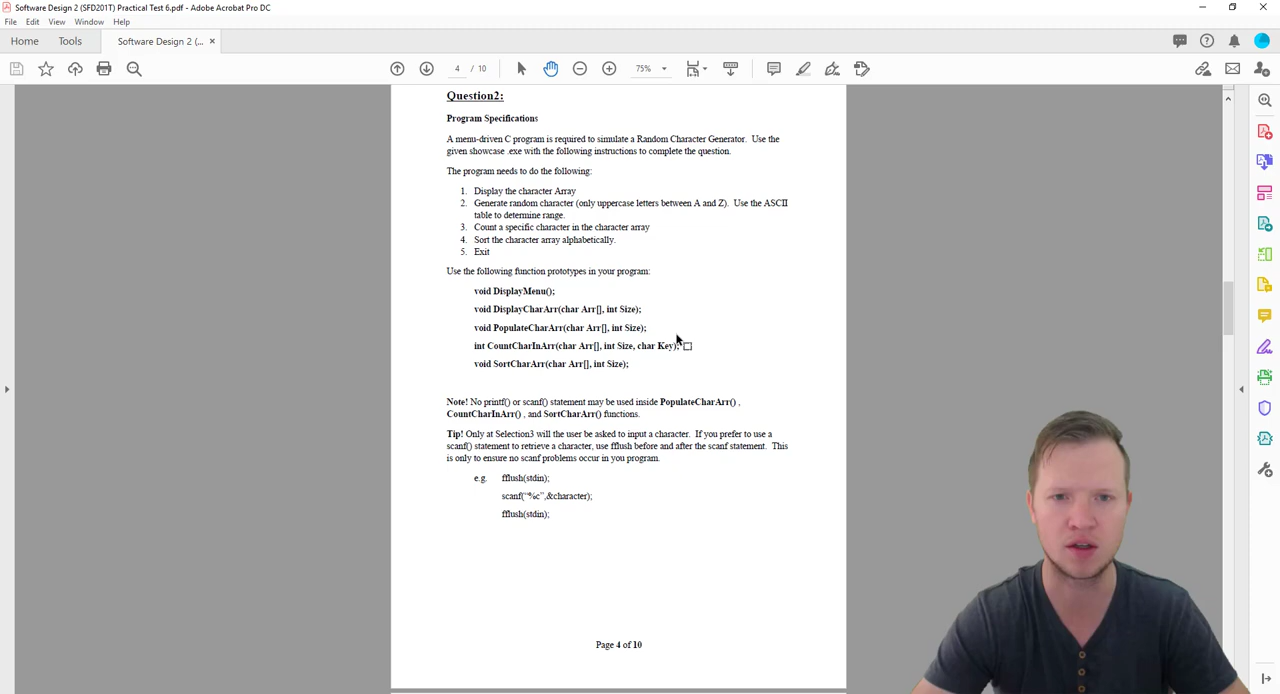 Software Design 2 (SFD201T) Practical Test 6.pdf - Adobe Acrobat Pro DC
File Edit View Window Help
Home Tools Software Design 2 (... ×
4 / 10 75%
Question2:
Program Specifications
A menu-driven C program is required to simulate a Random Character Generator. Use the
given showcase .exe with the following instructions to complete the question.
The program needs to do the following:
1. Display the character Array
2. Generate random character (only uppercase letters between A and Z). Use the ASCII
table to determine range.
3. Count a specific character in the character array
4. Sort the character array alphabetically.
5. Exit
Use the following function prototypes in your program:
void DisplayMenu();
void DisplayCharArr(char Arr[], int Size);
void PopulateCharArr(char Arr[], int Size);
int CountCharInArr(char Arr[], int Size, char Key);
void SortCharArr(char Arr[], int Size);
Note! No printf() or scanf() statement may be used inside PopulateCharArr() ,
CountCharInArr() , and SortCharArr() functions.
Tip! Only at Selection3 will the user be asked to input a character. If you prefer to use a
scanf() statement to retrieve a character, use fflush before and after the scanf statement. This
is only to ensure no scanf problems occur in you program.
e.g. fflush(stdin);
scanf("%c",&character);
fflush(stdin);
Page 4 of 10